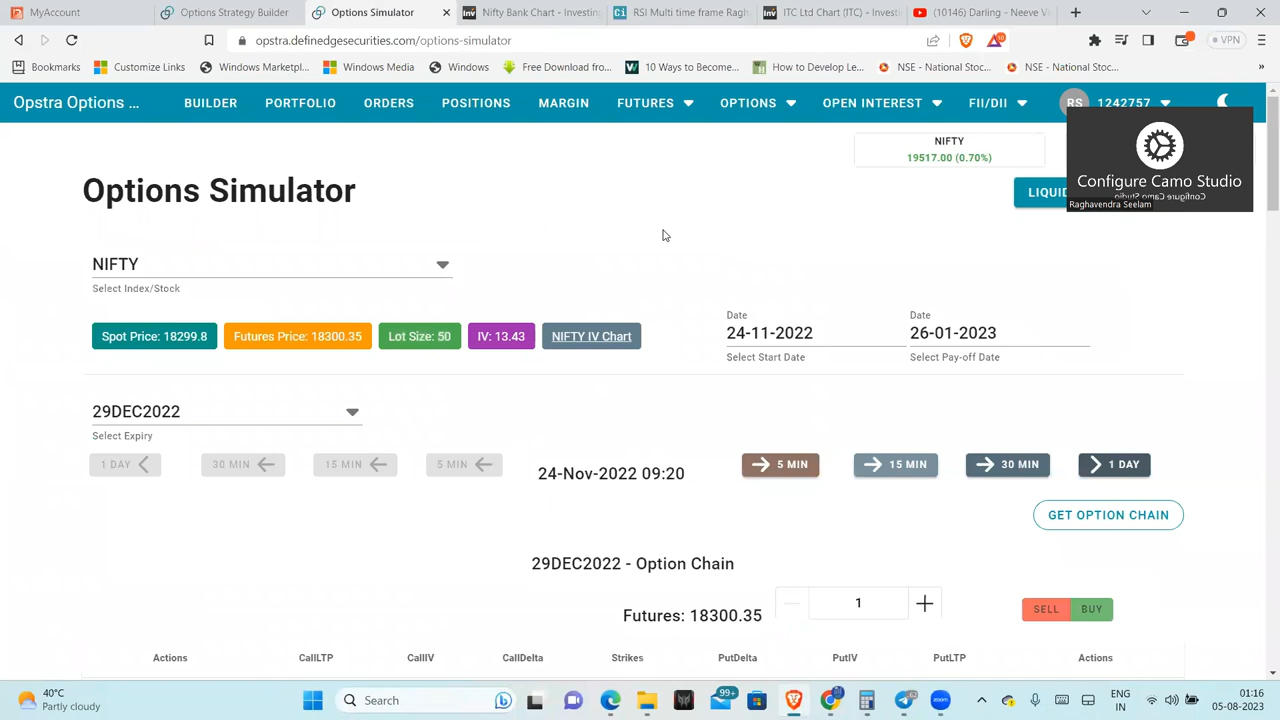 MyAccount
Opstra Options Strategy Builder
Opstra Options Simulator
Nifty Bank Chart - Investing
RSI Multi time frame Ragh
ITC Ltd Chart (ITC) - Investi
(10146) Darlin - Neeve V
opstra.definedgesecurities.com/options-simulator
VPN
Bookmarks
Customize Links
Windows Marketpl...
Windows Media
Windows
Free Download fro...
10 Ways to Become...
How to Develop Le...
NSE - National Stoc...
NSE - National Stoc...
»
Opstra Options ...
BUILDER
PORTFOLIO
ORDERS
POSITIONS
MARGIN
FUTURES
OPTIONS
OPEN INTEREST
FII/DII
RS
1242757
NIFTY
19517.00 (0.70%)
Configure Camo Studio
Configure Camo Studio
Raghavendra Seelam
LIQUID
Options Simulator
NIFTY
Select Index/Stock
Spot Price: 18299.8
Futures Price: 18300.35
Lot Size: 50
IV: 13.43
NIFTY IV Chart
Date
24-11-2022
Select Start Date
Date
26-01-2023
Select Pay-off Date
29DEC2022
Select Expiry
1 DAY
30 MIN
15 MIN
5 MIN
24-Nov-2022 09:20
5 MIN
15 MIN
30 MIN
1 DAY
GET OPTION CHAIN
29DEC2022 - Option Chain
Futures: 18300.35
1
SELL
BUY
Actions
CallLTP
CallIV
CallDelta
Strikes
PutDelta
PutIV
PutLTP
Actions
40°C
Partly cloudy
Search
99+
zoom
ENG
IN
01:16
05-08-2023